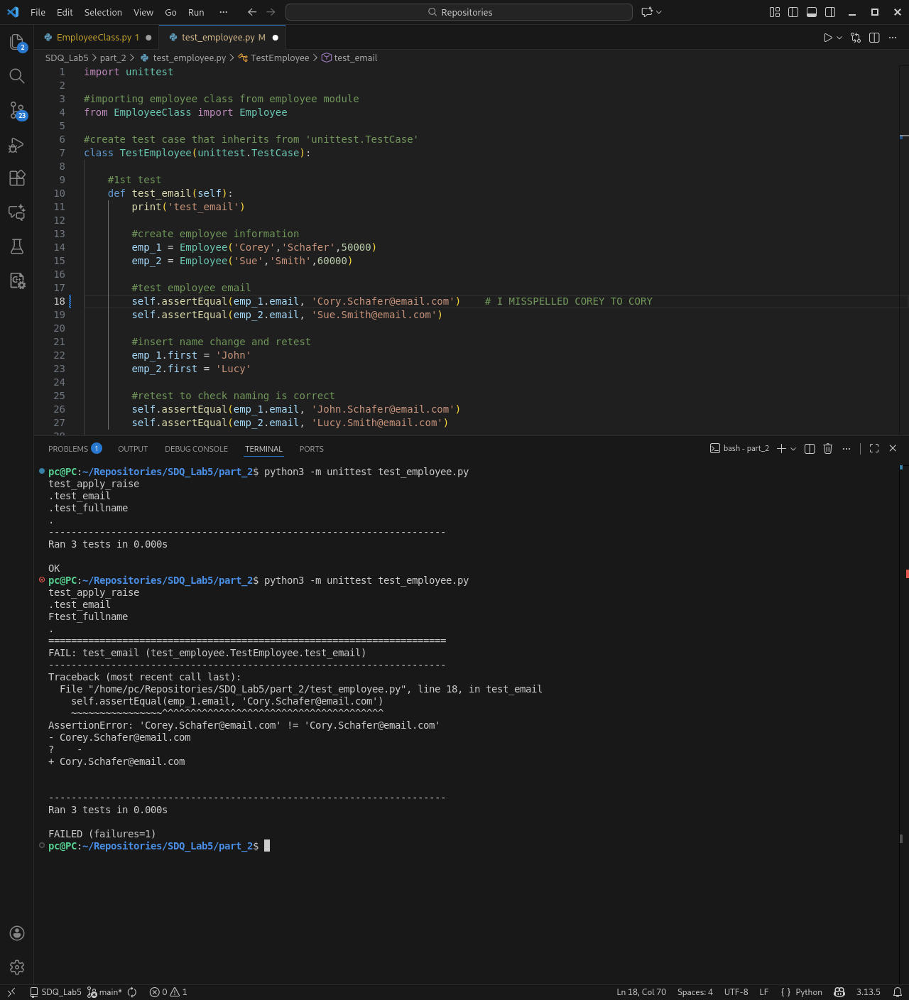 File Edit Selection View Go Run ··· Repositories
EmployeeClass.py 1 test_employee.py M
SDQ_Lab5 > part_2 > test_employee.py > TestEmployee > test_email
1 import unittest
2
3 #importing employee class from employee module
4 from EmployeeClass import Employee
5
6 #create test case that inherits from 'unittest.TestCase'
7 class TestEmployee(unittest.TestCase):
8
9 #1st test
10 def test_email(self):
11 print('test_email')
12
13 #create employee information
14 emp_1 = Employee('Corey','Schafer',50000)
15 emp_2 = Employee('Sue','Smith',60000)
16
17 #test employee email
18 self.assertEqual(emp_1.email, 'Cory.Schafer@email.com') # I MISSPELLED COREY TO CORY
19 self.assertEqual(emp_2.email, 'Sue.Smith@email.com')
20
21 #insert name change and retest
22 emp_1.first = 'John'
23 emp_2.first = 'Lucy'
24
25 #retest to check naming is correct
26 self.assertEqual(emp_1.email, 'John.Schafer@email.com')
27 self.assertEqual(emp_2.email, 'Lucy.Smith@email.com')
28
2
23
PROBLEMS 1 OUTPUT DEBUG CONSOLE TERMINAL PORTS bash - part_2
pc@PC:~/Repositories/SDQ_Lab5/part_2$ python3 -m unittest test_employee.py
test_apply_raise
.test_email
.test_fullname
.
----------------------------------------------------------------------
Ran 3 tests in 0.000s

OK
pc@PC:~/Repositories/SDQ_Lab5/part_2$ python3 -m unittest test_employee.py
test_apply_raise
.test_email
Ftest_fullname
.
======================================================================
FAIL: test_email (test_employee.TestEmployee.test_email)
----------------------------------------------------------------------
Traceback (most recent call last):
  File "/home/pc/Repositories/SDQ_Lab5/part_2/test_employee.py", line 18, in test_email
    self.assertEqual(emp_1.email, 'Cory.Schafer@email.com')
    ~~~~~~~~~~~~~~~~^^^^^^^^^^^^^^^^^^^^^^^^^^^^^^^^^^^^^^^
AssertionError: 'Corey.Schafer@email.com' != 'Cory.Schafer@email.com'
- Corey.Schafer@email.com
?    -
+ Cory.Schafer@email.com

----------------------------------------------------------------------
Ran 3 tests in 0.000s

FAILED (failures=1)
pc@PC:~/Repositories/SDQ_Lab5/part_2$
SDQ_Lab5 main* 0 1 Ln 18, Col 70 Spaces: 4 UTF-8 LF { } Python 3.13.5